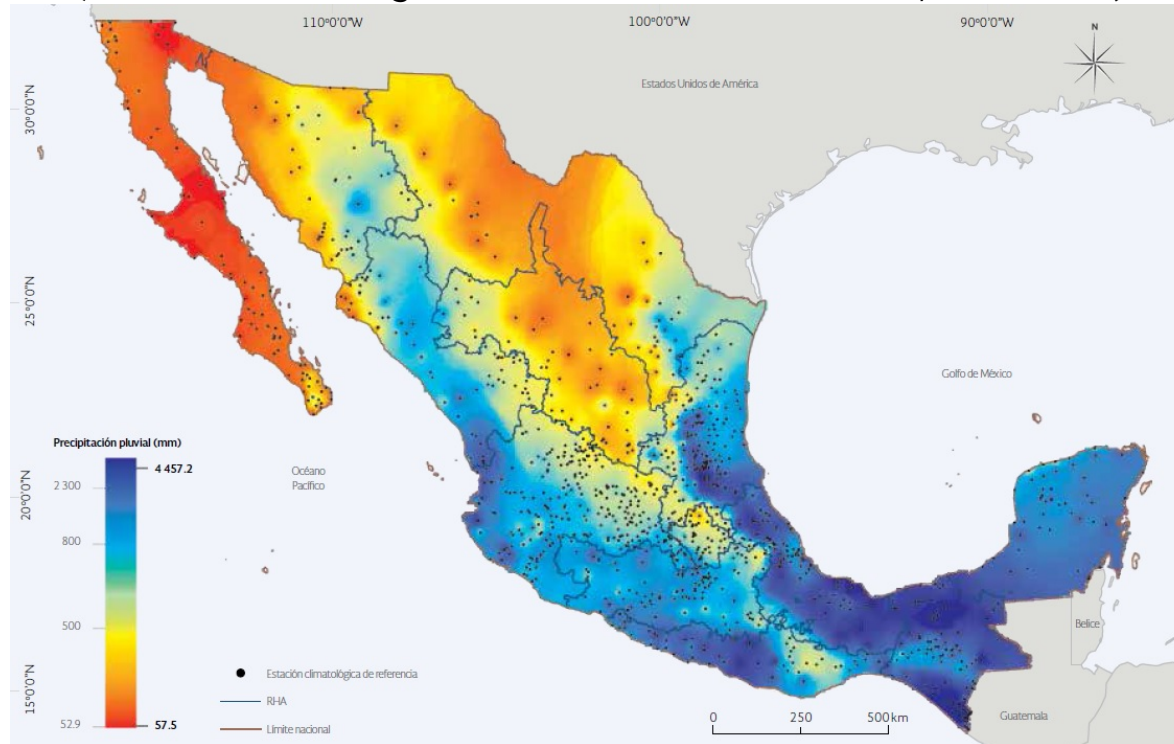 110°0'0"W
100°0'0"W
90°0'0"W
N
Estados Unidos de América
30°0'0"N
25°0'0"N
Golfo de México
Precipitación pluvial (mm)
4 457.2
2 300
800
500
52.9
57.5
Océano
Pacífico
20°0'0"N
15°0'0"N
Estación climatológica de referencia
RHA
Límite nacional
0 250 500 km
Belice
Guatemala